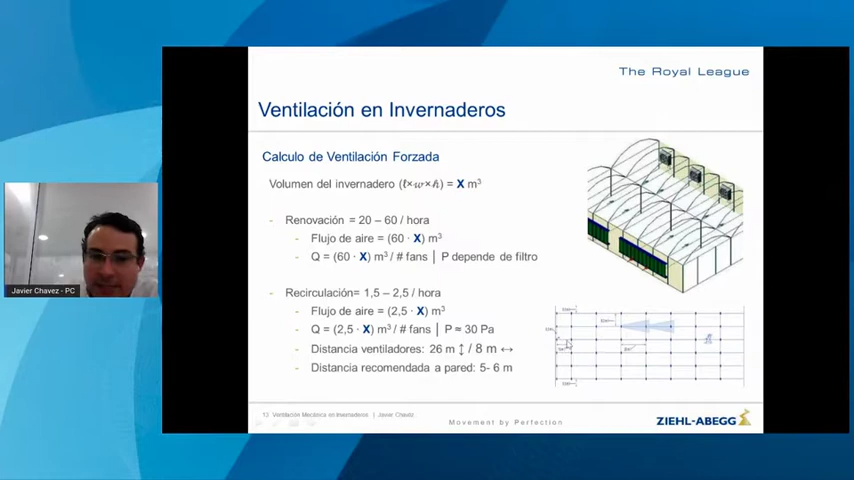 The Royal League
Ventilación en Invernaderos
Calculo de Ventilación Forzada
Volumen del invernadero (ℓ×w×h) = X m³
- Renovación = 20 – 60 / hora
- Flujo de aire = (60 · X) m³
- Q = (60 · X) m³ / # fans | P depende de filtro
- Recirculación= 1,5 – 2,5 / hora
- Flujo de aire = (2,5 · X) m³
- Q = (2,5 · X) m³ / # fans | P ≈ 30 Pa
- Distancia ventiladores: 26 m ↕ / 8 m ↔
- Distancia recomendada a pared: 5- 6 m
Javier Chavez - PC
13 Ventilación Mecánica en Invernaderos | Javier Chavez
Movement by Perfection
ZIEHL-ABEGG